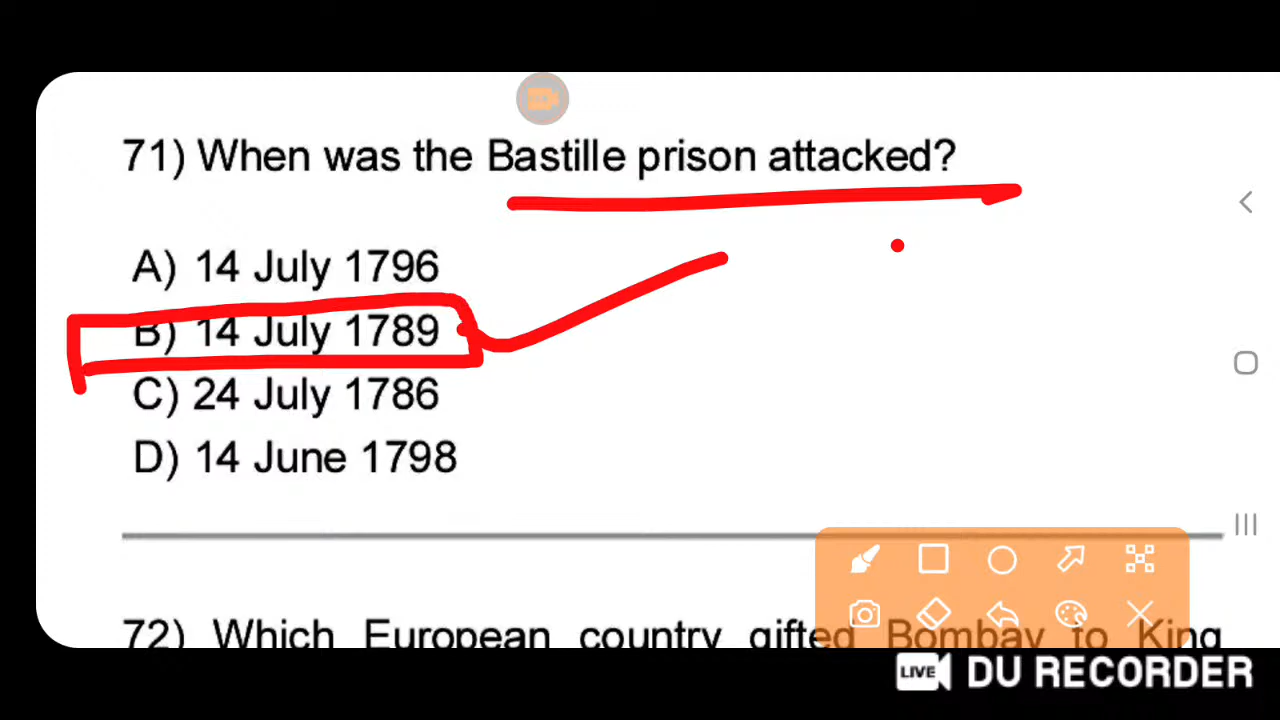 71) When was the Bastille prison attacked?
A) 14 July 1796
B) 14 July 1789
C) 24 July 1786
D) 14 June 1798
72) Which European country gifted Bombay to King
LIVE DU RECORDER